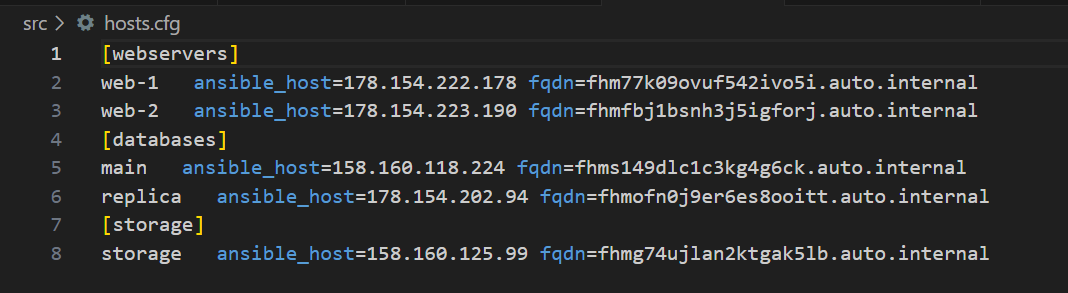 src > hosts.cfg
1 [webservers]
2 web-1 ansible_host=178.154.222.178 fqdn=fhm77k09ovuf542ivo5i.auto.internal
3 web-2 ansible_host=178.154.223.190 fqdn=fhmfbj1bsnh3j5igforj.auto.internal
4 [databases]
5 main ansible_host=158.160.118.224 fqdn=fhms149dlc1c3kg4g6ck.auto.internal
6 replica ansible_host=178.154.202.94 fqdn=fhmofn0j9er6es8ooitt.auto.internal
7 [storage]
8 storage ansible_host=158.160.125.99 fqdn=fhmg74ujlan2ktgak5lb.auto.internal